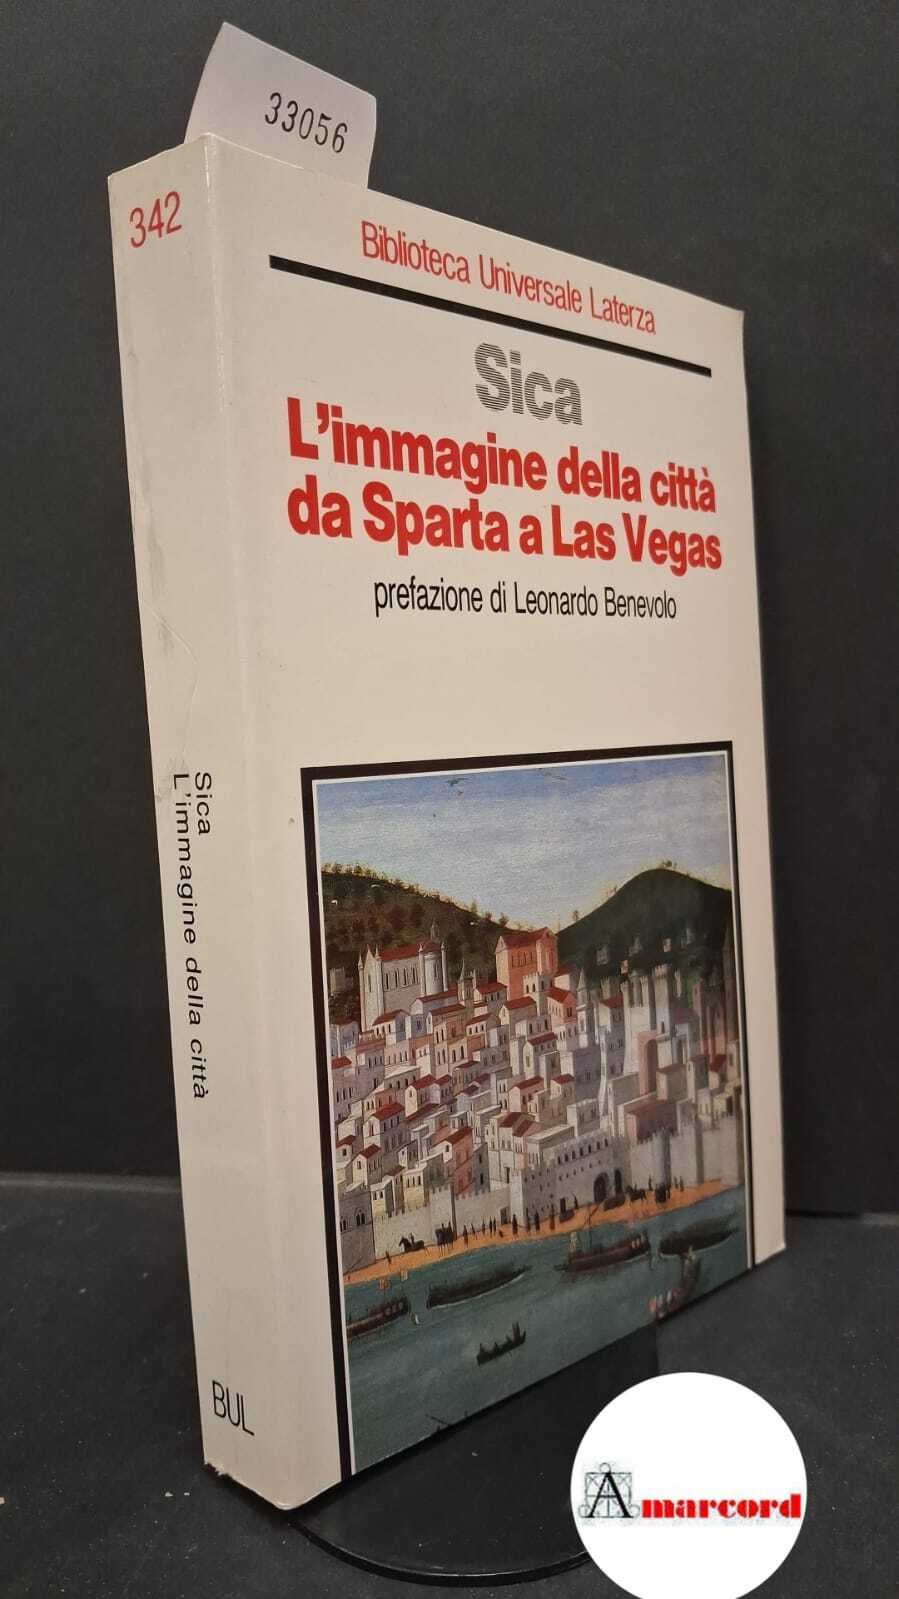 33056
342
Biblioteca Universale Laterza
Sica
L'immagine della città
da Sparta a Las Vegas
prefazione di Leonardo Benevolo
Sica
L'immagine della città
BUL
Amarcord